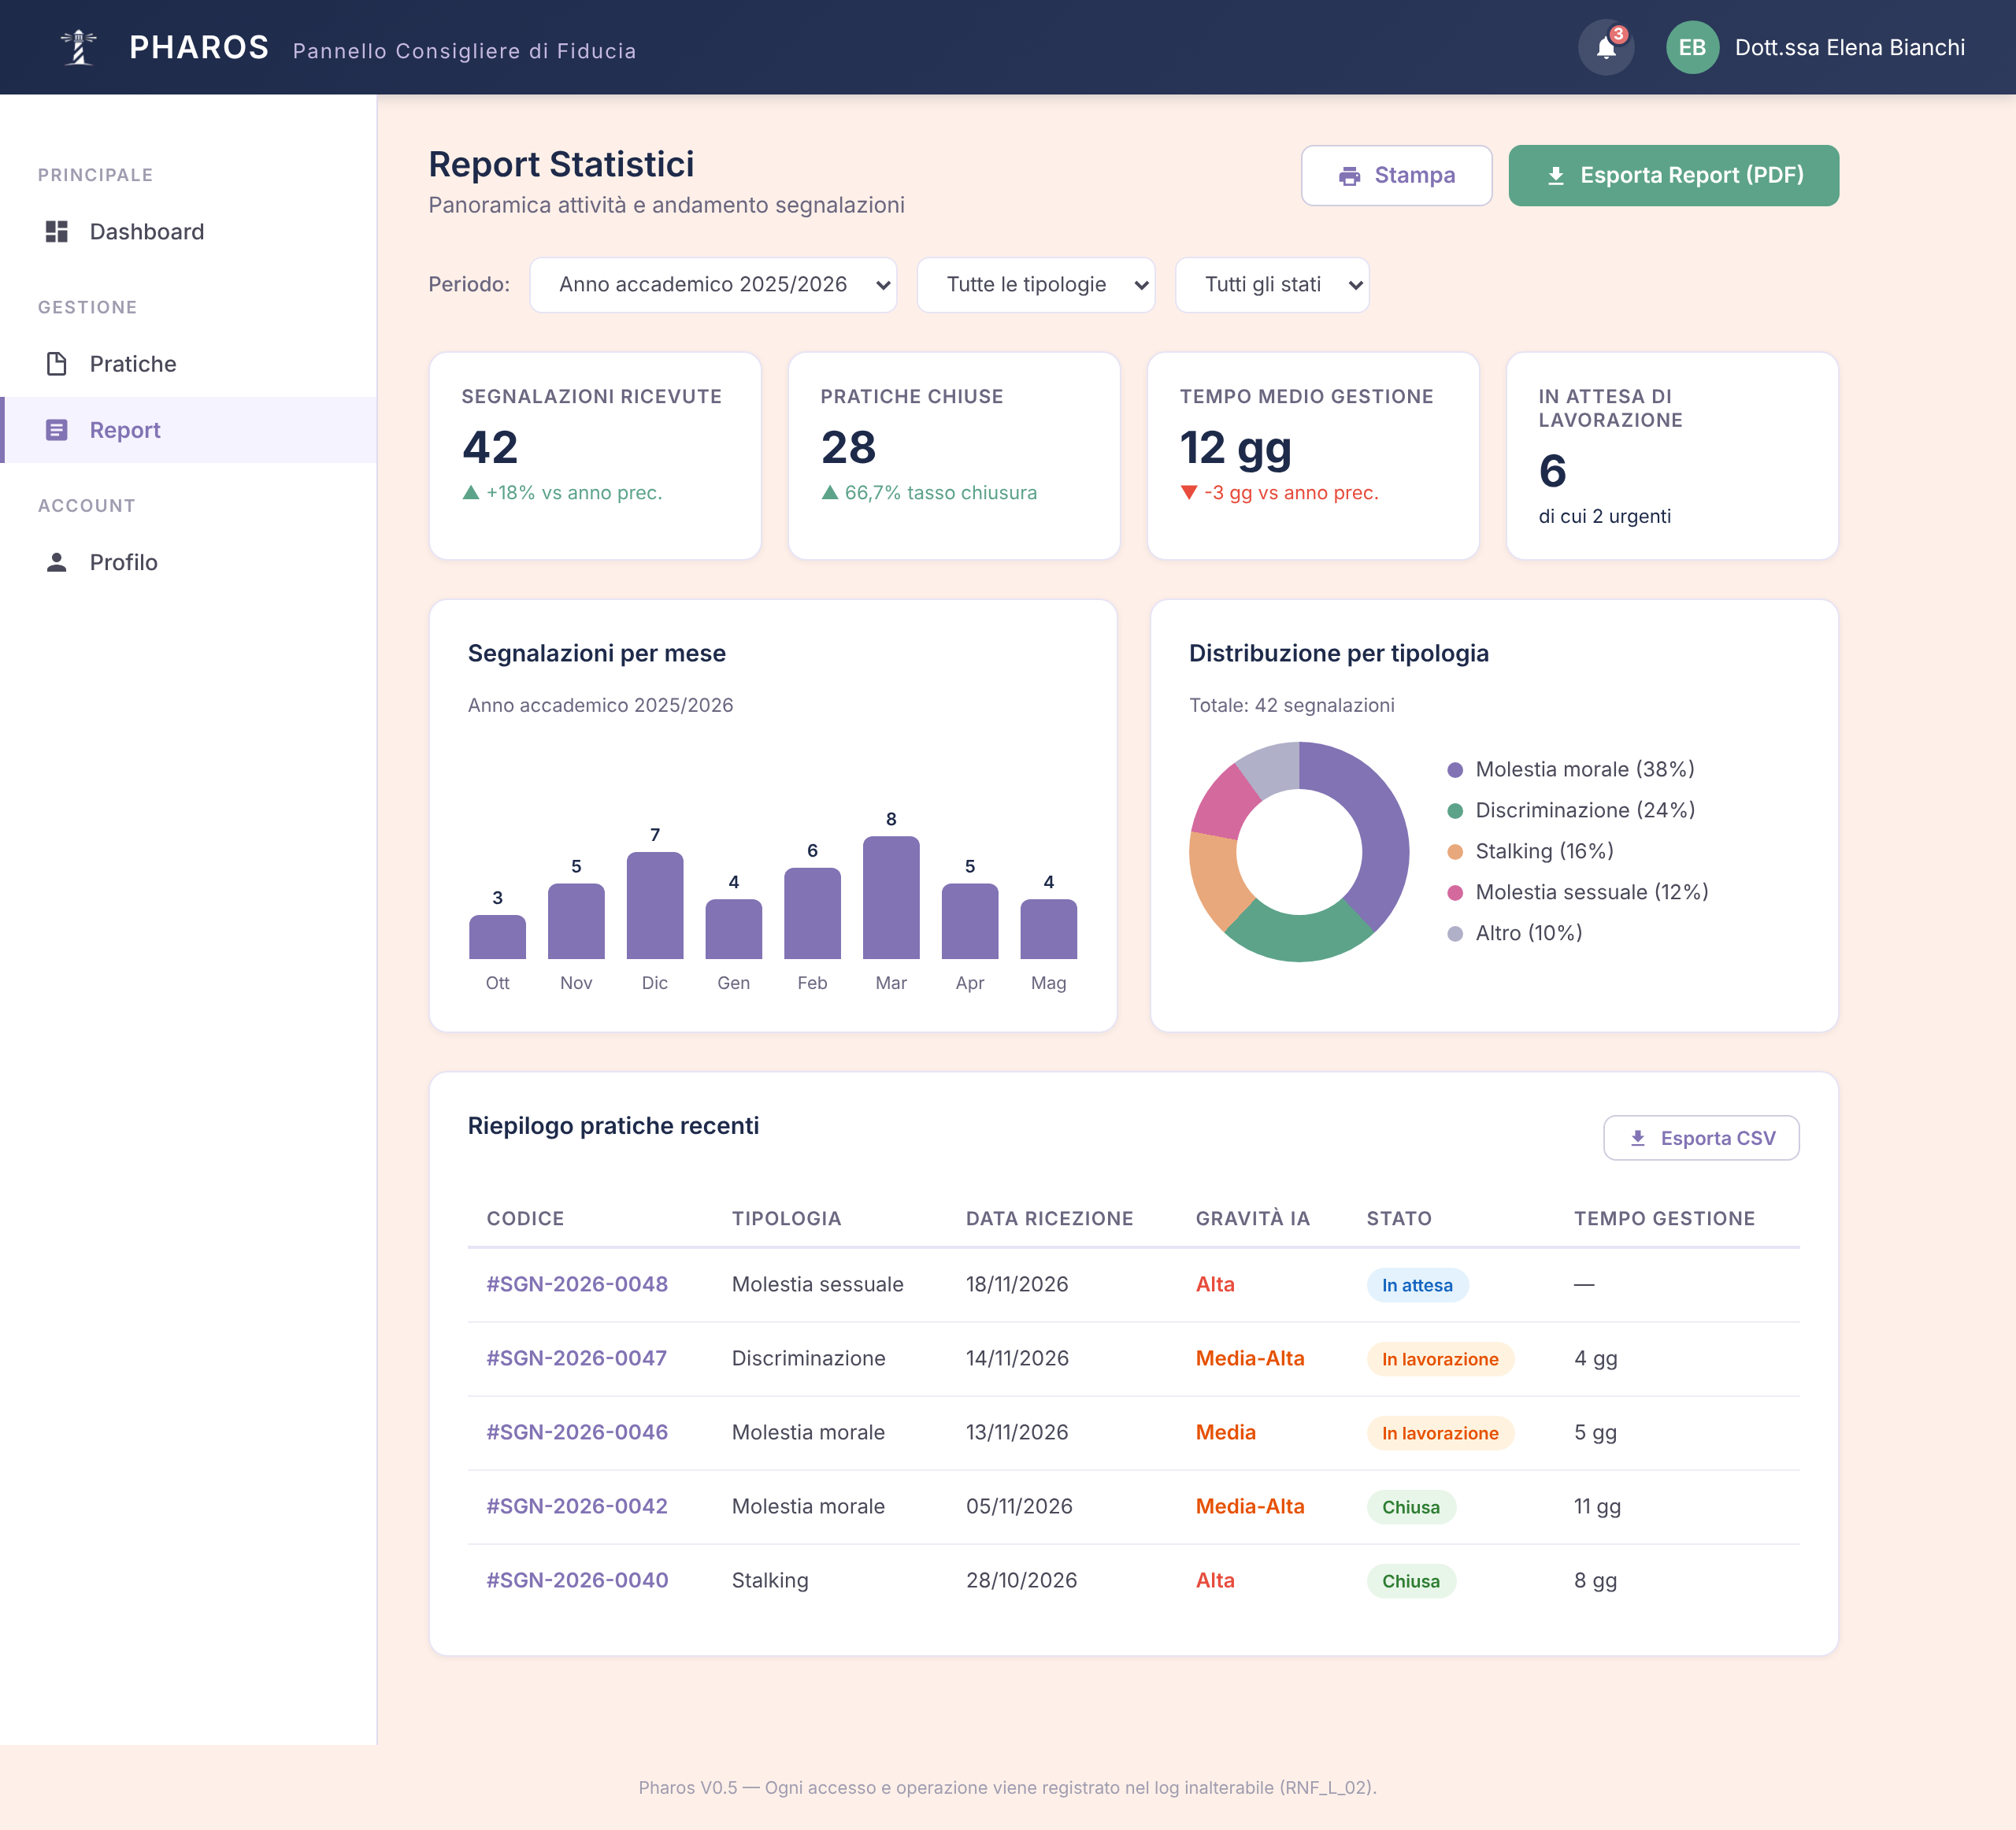 PHAROS Pannello Consigliere di Fiducia
3
EB Dott.ssa Elena Bianchi
PRINCIPALE
Dashboard
GESTIONE
Pratiche
Report
ACCOUNT
Profilo
Report Statistici
Panoramica attività e andamento segnalazioni
Stampa
Esporta Report (PDF)
Periodo: Anno accademico 2025/2026 Tutte le tipologie Tutti gli stati
SEGNALAZIONI RICEVUTE
42
▲ +18% vs anno prec.
PRATICHE CHIUSE
28
▲ 66,7% tasso chiusura
TEMPO MEDIO GESTIONE
12 gg
▼ -3 gg vs anno prec.
IN ATTESA DI
LAVORAZIONE
6
di cui 2 urgenti
Segnalazioni per mese
Anno accademico 2025/2026
3 5 7 4 6 8 5 4
Ott Nov Dic Gen Feb Mar Apr Mag
Distribuzione per tipologia
Totale: 42 segnalazioni
Molestia morale (38%)
Discriminazione (24%)
Stalking (16%)
Molestia sessuale (12%)
Altro (10%)
Riepilogo pratiche recenti
Esporta CSV
CODICE TIPOLOGIA DATA RICEZIONE GRAVITÀ IA STATO TEMPO GESTIONE
#SGN-2026-0048 Molestia sessuale 18/11/2026 Alta In attesa —
#SGN-2026-0047 Discriminazione 14/11/2026 Media-Alta In lavorazione 4 gg
#SGN-2026-0046 Molestia morale 13/11/2026 Media In lavorazione 5 gg
#SGN-2026-0042 Molestia morale 05/11/2026 Media-Alta Chiusa 11 gg
#SGN-2026-0040 Stalking 28/10/2026 Alta Chiusa 8 gg
Pharos V0.5 — Ogni accesso e operazione viene registrato nel log inalterabile (RNF_L_02).